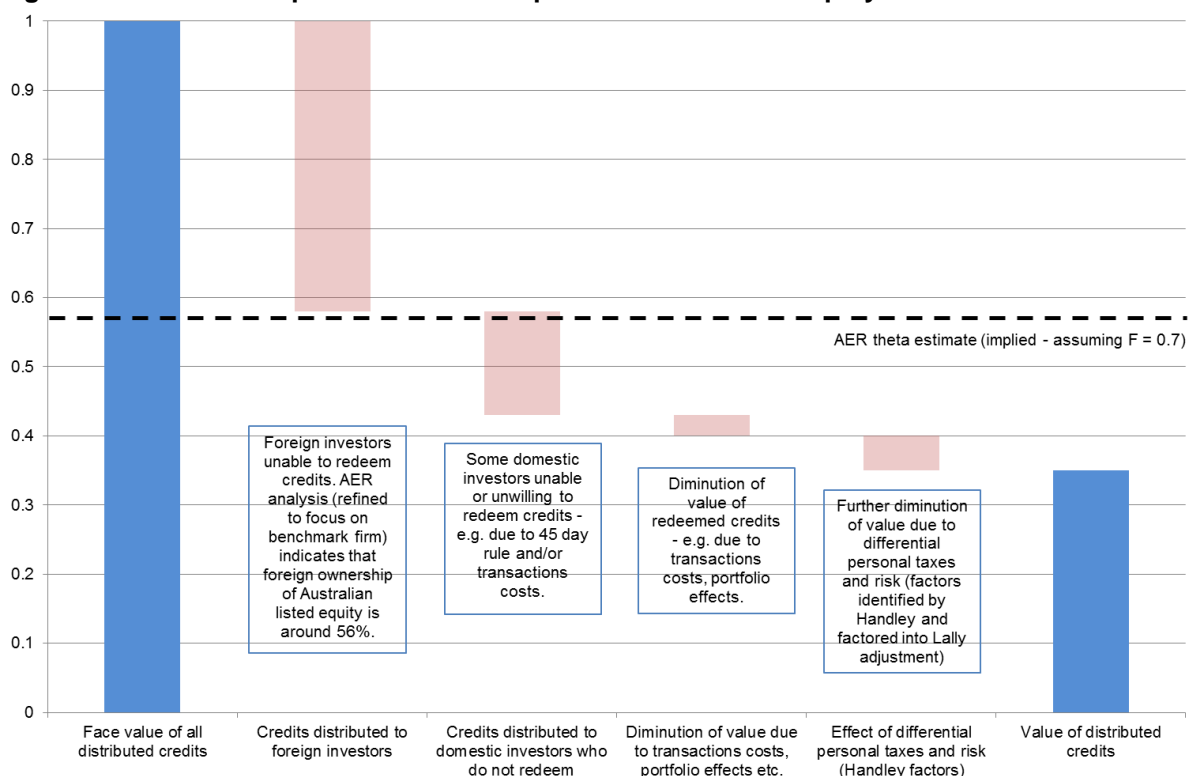 1
0.9
0.8
0.7
0.6
0.5
0.4
0.3
0.2
0.1
0
AER theta estimate (implied - assuming F = 0.7)
Foreign investors
unable to redeem
credits. AER
analysis (refined
to focus on
benchmark firm)
indicates that
foreign ownership
of Australian
listed equity is
around 56%.
Some domestic
investors unable
or unwilling to
redeem credits -
e.g. due to 45 day
rule and/or
transactions
costs.
Diminution of
value of
redeemed credits
- e.g. due to
transactions
costs, portfolio
effects.
Further diminution
of value due to
differential
personal taxes
and risk (factors
identified by
Handley and
factored into Lally
adjustment)
Face value of all
distributed credits
Credits distributed to
foreign investors
Credits distributed to
domestic investors who
do not redeem
Diminution of value due
to transactions costs,
portfolio effects etc.
Effect of differential
personal taxes and risk
(Handley factors)
Value of distributed
credits